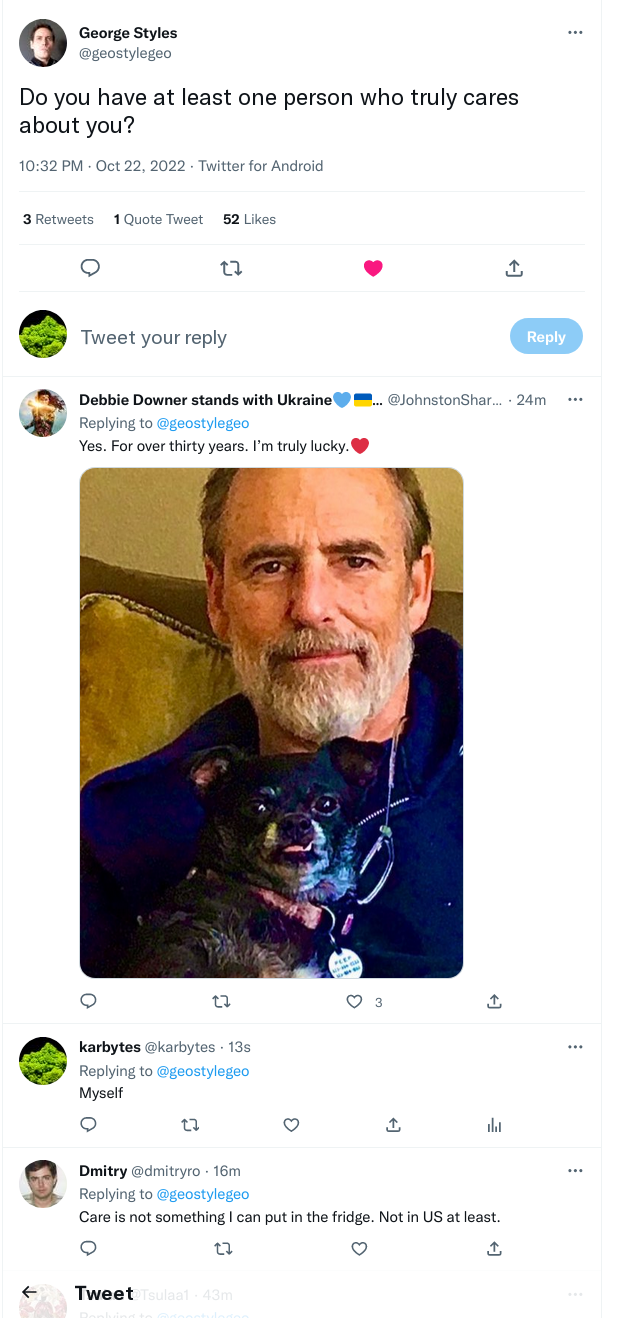 George Styles
@geostylegeo
Do you have at least one person who truly cares
about you?
10:32 PM · Oct 22, 2022 · Twitter for Android
3 Retweets 1 Quote Tweet 52 Likes
Tweet your reply
Reply
Debbie Downer stands with Ukraine💙🇺🇦... @JohnstonShar... · 24m
Replying to @geostylegeo
Yes. For over thirty years. I’m truly lucky.❤️
3
karbytes @karbytes · 13s
Replying to @geostylegeo
Myself
Dmitry @dmitryro · 16m
Replying to @geostylegeo
Care is not something I can put in the fridge. Not in US at least.
Tweet
Tsulaa1 · 43m
Replying to @geostylegeo